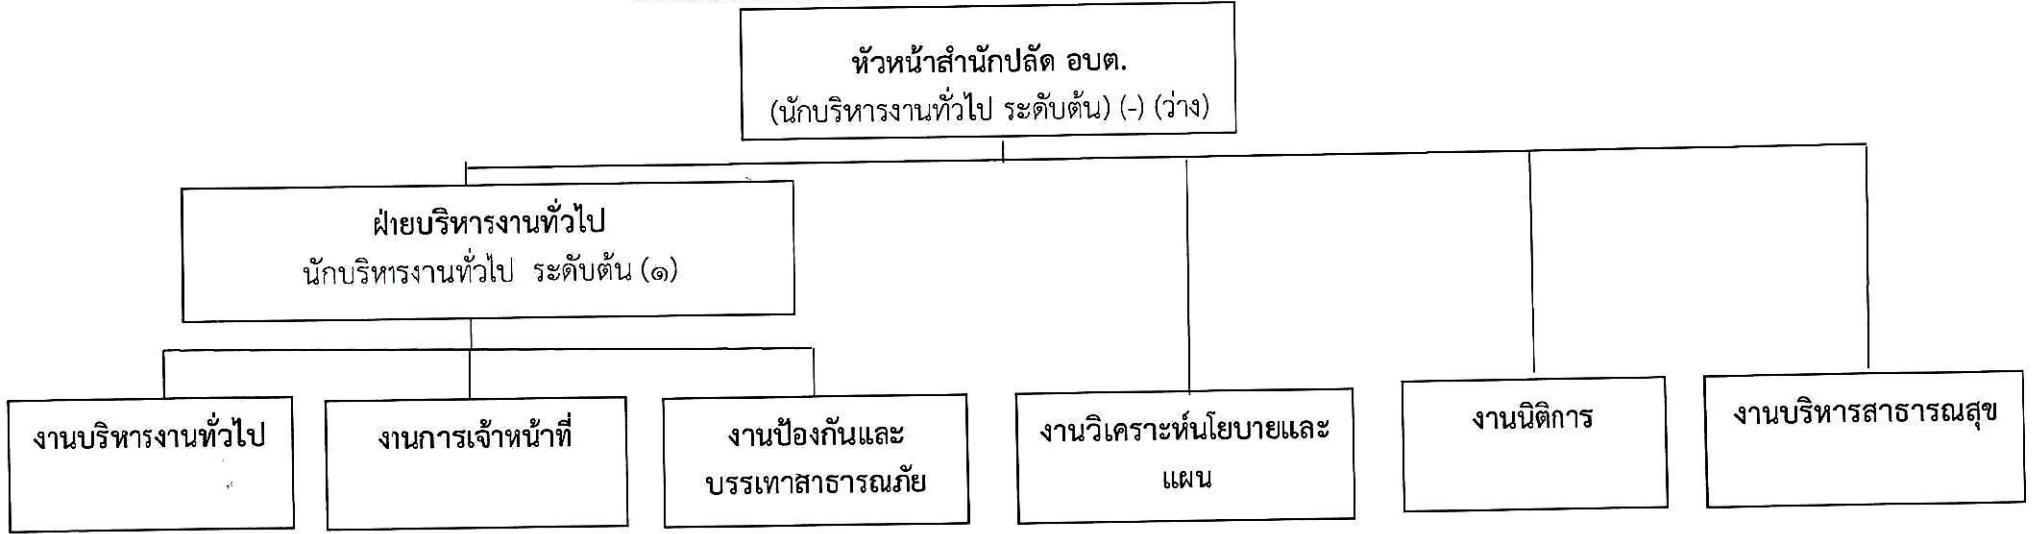 หัวหน้าสำนักปลัด อบต.
(นักบริหารงานทั่วไป ระดับต้น) (-) (ว่าง)
ฝ่ายบริหารงานทั่วไป
นักบริหารงานทั่วไป ระดับต้น (๑)
งานบริหารงานทั่วไป
งานการเจ้าหน้าที่
งานป้องกันและ
บรรเทาสาธารณภัย
งานวิเคราะห์นโยบายและ
แผน
งานนิติการ
งานบริหารสาธารณสุข